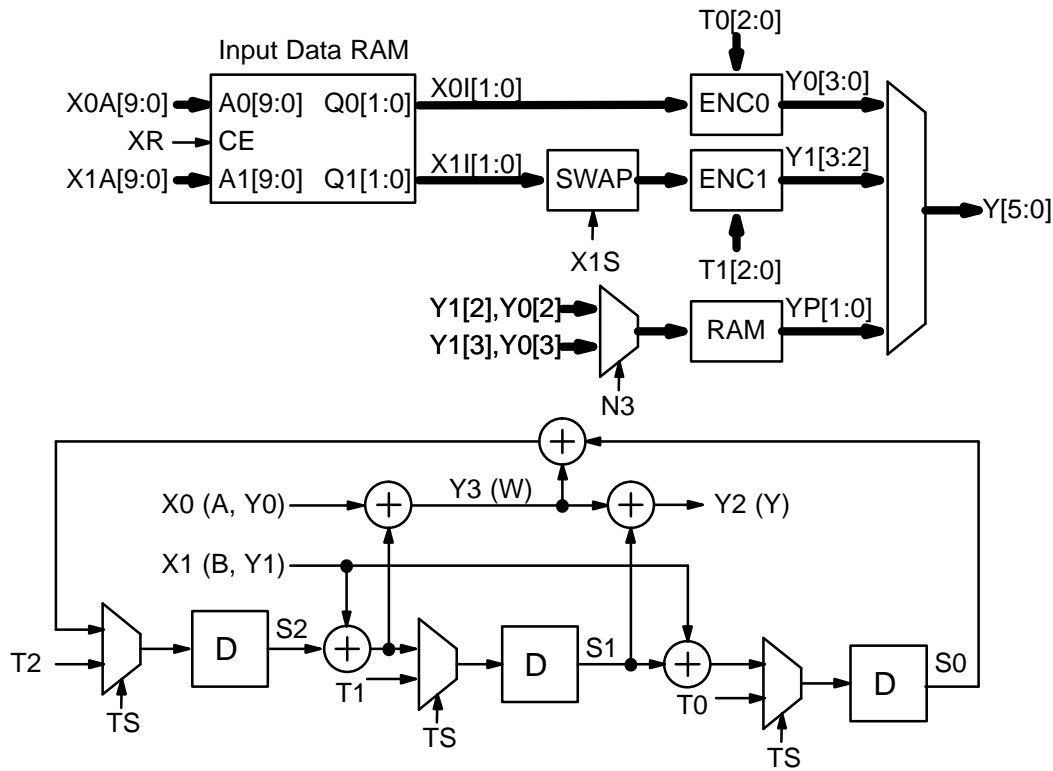 T0[2:0]
Input Data RAM
X0A[9:0] A0[9:0] Q0[1:0] X0I[1:0] ENC0 Y0[3:0]
XR CE
X1A[9:0] A1[9:0] Q1[1:0] X1I[1:0] SWAP ENC1 Y1[3:2]
Y[5:0]
X1S T1[2:0]
Y1[2],Y0[2] RAM YP[1:0]
Y1[3],Y0[3]
N3
X0 (A, Y0) Y3 (W) Y2 (Y)
X1 (B, Y1)
T2 D S2 D S1 D S0
T1 T0
TS TS TS